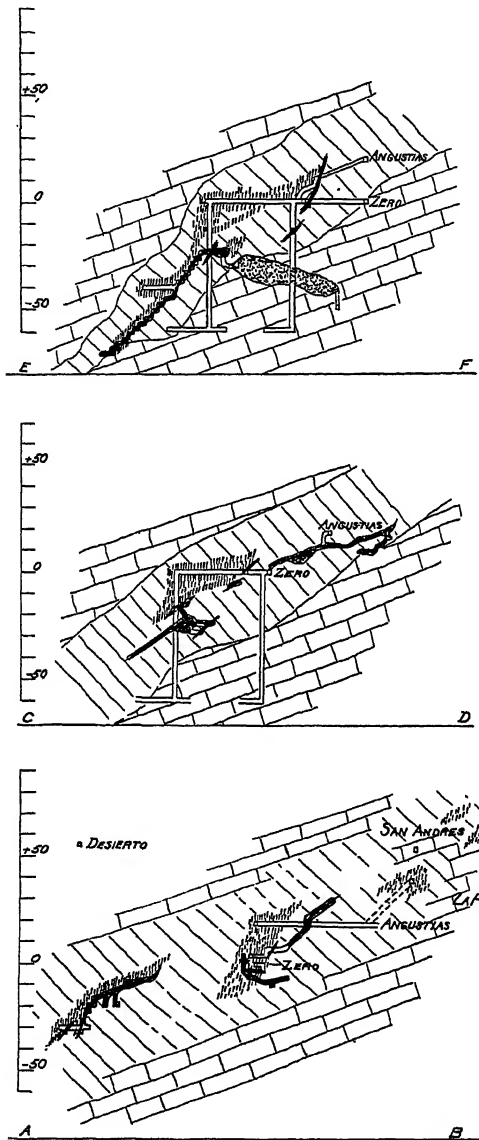 +50
ANGUSTIAS
0
ZERO
-50
E F
+50
ANGUSTIAS
0
ZERO
-50
C D
SAN ANDRES
+50
DESIERTO
ANGUSTIAS
0
ZERO
-50
A B